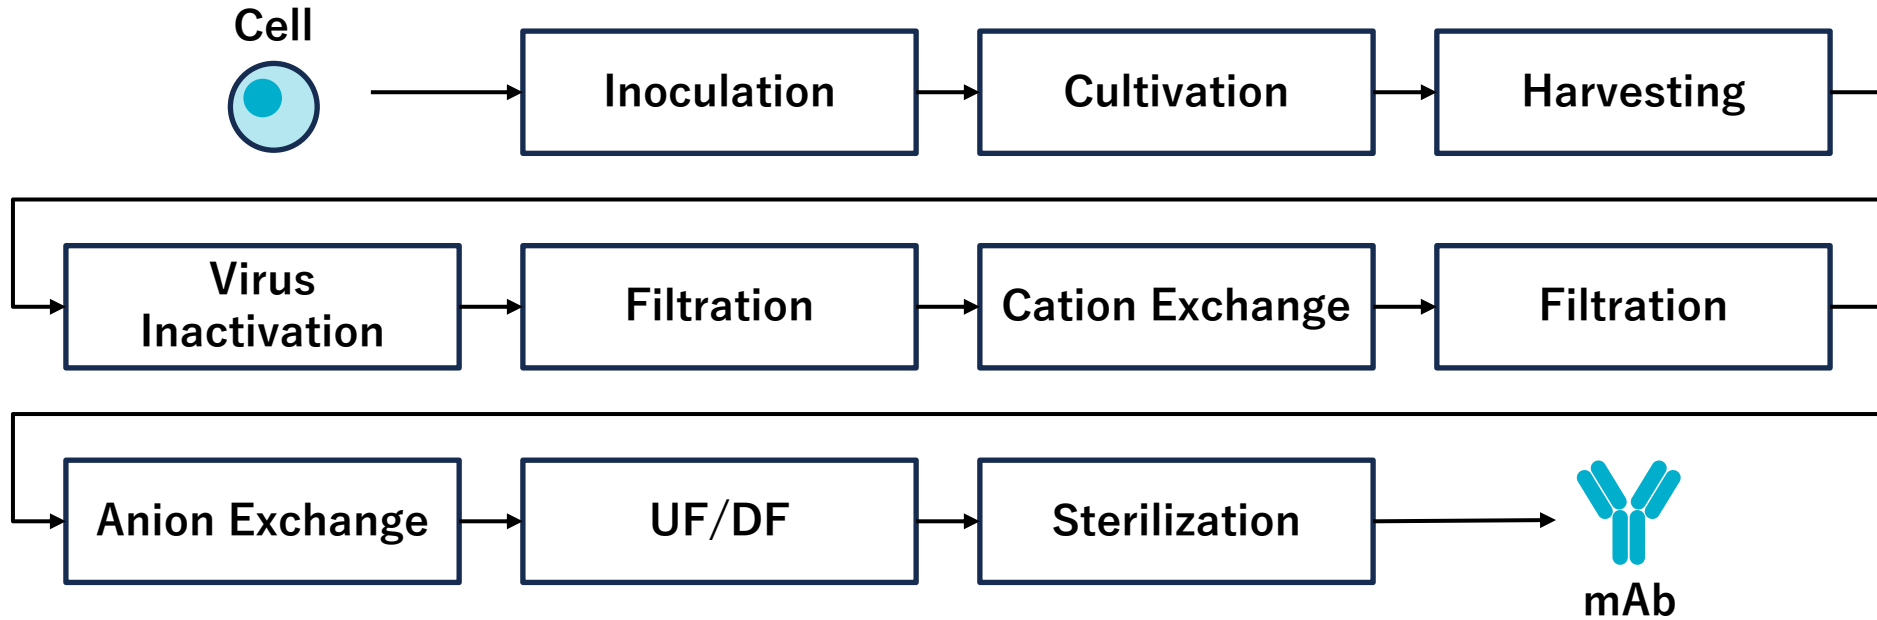 Cell
Inoculation
Cultivation
Harvesting
Virus
Inactivation
Filtration
Cation Exchange
Filtration
Anion Exchange
UF/DF
Sterilization
mAb